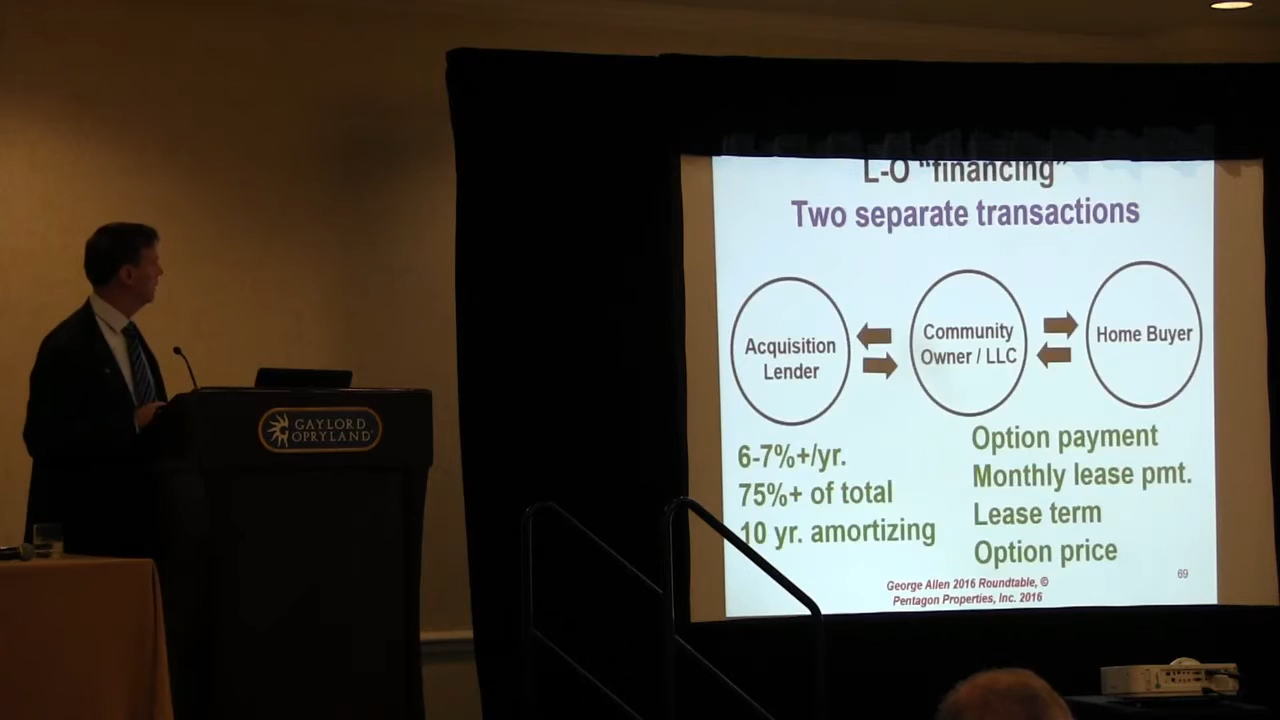 L-O "financing"
Two separate transactions
Acquisition
Lender
Community
Owner / LLC
Home Buyer
6-7%+/yr.
75%+ of total
10 yr. amortizing
Option payment
Monthly lease pmt.
Lease term
Option price
George Allen 2016 Roundtable, ©
Pentagon Properties, Inc. 2016
69
GAYLORD
OPRYLAND